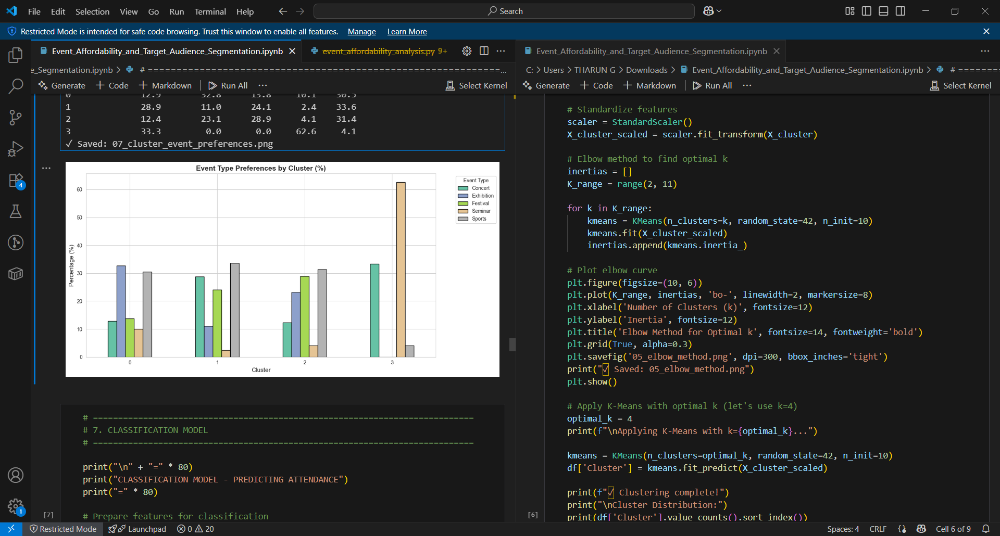 File Edit Selection View Go Run Terminal Help
Search
Restricted Mode is intended for safe code browsing. Trust this window to enable all features. Manage Learn More
Event_Affordability_and_Target_Audience_Segmentation.ipynb
event_affordability_analysis.py 9+
e_Segmentation.ipynb > # ==============================================================...
Generate + Code + Markdown Run All ... Select Kernel
0 12.9 32.8 13.8 10.1 30.5
1 28.9 11.0 24.1 2.4 33.6
2 12.4 23.1 28.9 4.1 31.4
3 33.3 0.0 0.0 62.6 4.1
✓ Saved: 07_cluster_event_preferences.png
Event Type Preferences by Cluster (%)
Event Type
Concert
Exhibition
Festival
Seminar
Sports
Percentage (%)
60
50
40
30
20
10
0
0 1 2 3
Cluster
# ============================================================================
# 7. CLASSIFICATION MODEL
# ============================================================================
print("\n" + "=" * 80)
print("CLASSIFICATION MODEL - PREDICTING ATTENDANCE")
print("=" * 80)
# Prepare features for classification
[7]
Event_Affordability_and_Target_Audience_Segmentation.ipynb
C: > Users > THARUN G > Downloads > Event_Affordability_and_Target_Audience_Segmentation.ipynb > # =======
Generate + Code + Markdown Run All ... Select Kernel
# Standardize features
scaler = StandardScaler()
X_cluster_scaled = scaler.fit_transform(X_cluster)
# Elbow method to find optimal k
inertias = []
K_range = range(2, 11)
for k in K_range:
kmeans = KMeans(n_clusters=k, random_state=42, n_init=10)
kmeans.fit(X_cluster_scaled)
inertias.append(kmeans.inertia_)
# Plot elbow curve
plt.figure(figsize=(10, 6))
plt.plot(K_range, inertias, 'bo-', linewidth=2, markersize=8)
plt.xlabel('Number of Clusters (k)', fontsize=12)
plt.ylabel('Inertia', fontsize=12)
plt.title('Elbow Method for Optimal k', fontsize=14, fontweight='bold')
plt.grid(True, alpha=0.3)
plt.savefig('05_elbow_method.png', dpi=300, bbox_inches='tight')
print("✓ Saved: 05_elbow_method.png")
plt.show()
# Apply K-Means with optimal k (let's use k=4)
optimal_k = 4
print(f"\nApplying K-Means with k={optimal_k}...")
kmeans = KMeans(n_clusters=optimal_k, random_state=42, n_init=10)
df['Cluster'] = kmeans.fit_predict(X_cluster_scaled)
print(f"✓ Clustering complete!")
print("\nCluster Distribution:")
print(df['Cluster'].value_counts().sort_index())
[6]
4
1
Restricted Mode Launchpad 0 20
Spaces: 4 CRLF Cell 6 of 9